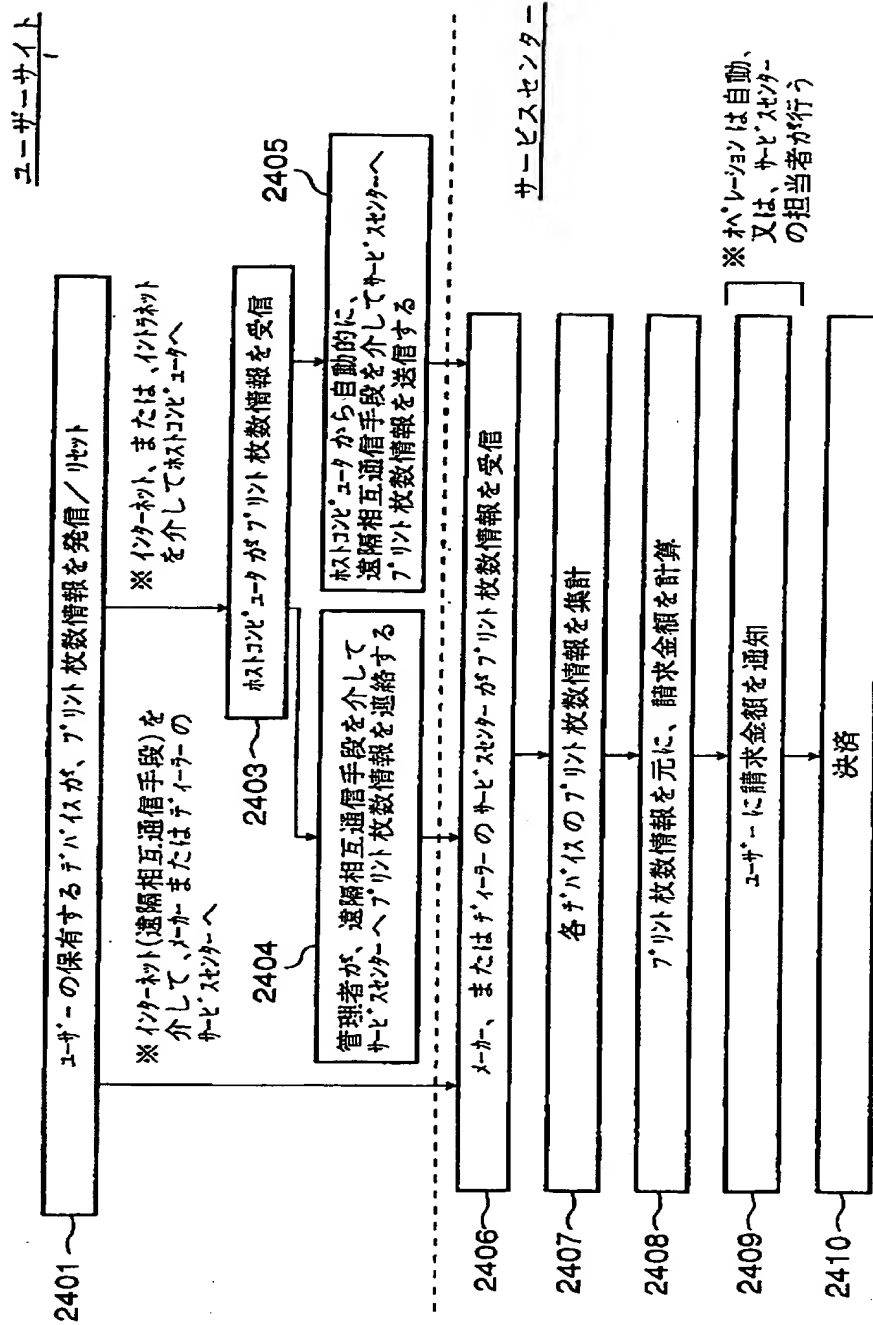 ユーザーサイト
2401
ユーザーの保有するデバイスが、プリント枚数情報を発信/リセット
※インターネット(遠隔相互通信手段)を
介して、メーカーまたはディーラーの
サービスセンターへ
※インターネット、または、イントラネット
を介してホストコンピュータへ
2403
ホストコンピュータがプリント枚数情報を受信
2404
管理者が、遠隔相互通信手段を介して
サービスセンターへプリント枚数情報を連絡する
2405
ホストコンピュータから自動的に、
遠隔相互通信手段を介してサービスセンターへ
プリント枚数情報を送信する
サービスセンター
2406
メーカー、またはディーラーのサービスセンターがプリント枚数情報を受信
2407
各デバイスのプリント枚数情報を集計
2408
プリント枚数情報を元に、請求金額を計算
2409
ユーザーに請求金額を通知
※オペレーションは自動、
又は、サービスセンター
の担当者が行う
2410
決済